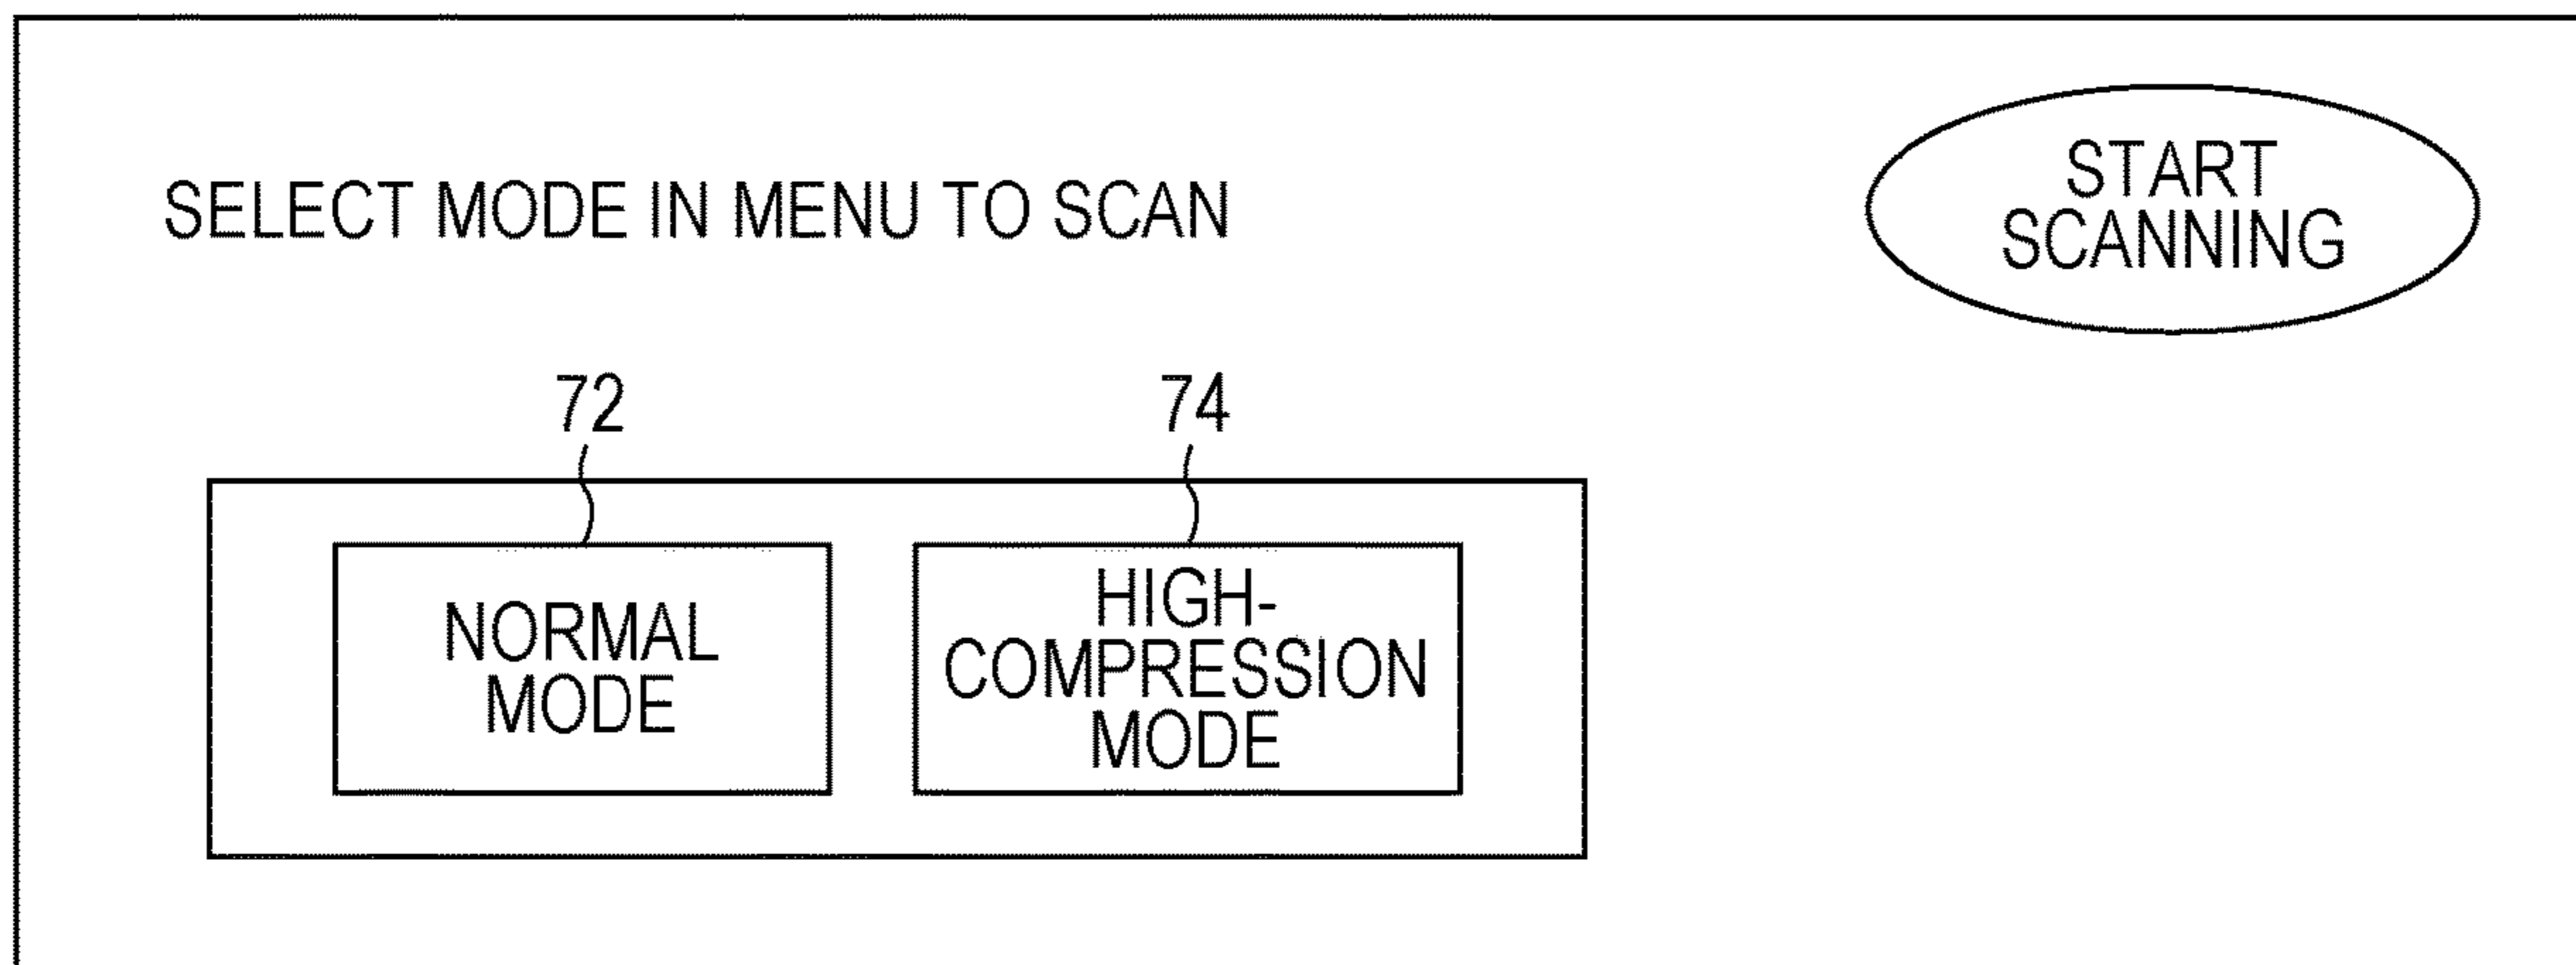 SELECT MODE IN MENU TO SCAN
START
SCANNING
72
74
NORMAL
MODE
HIGH-
COMPRESSION
MODE